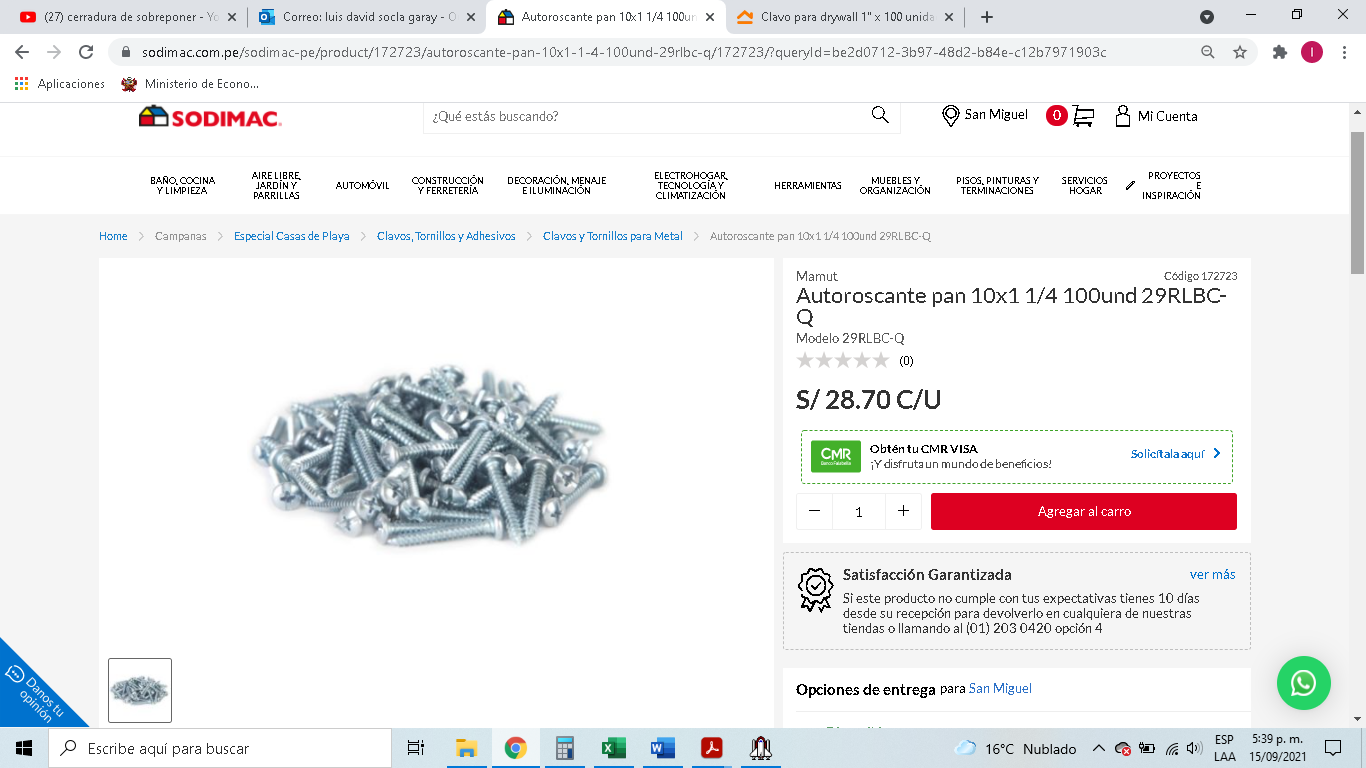 (27) cerradura de sobreponer - Yo
Correo: luis david socla garay - O
Autoroscante pan 10x1 1/4 100un
Clavo para drywall 1" x 100 unida
sodimac.com.pe/sodimac-pe/product/172723/autoroscante-pan-10x1-1-4-100und-29rlbc-q/172723/?queryId=be2d0712-3b97-48d2-b84e-c12b7971903c
I
Aplicaciones
Ministerio de Econo...
SODIMAC.
¿Qué estás buscando?
San Miguel
0
Mi Cuenta
BAÑO, COCINA
Y LIMPIEZA
AIRE LIBRE,
JARDÍN Y
PARRILLAS
AUTOMÓVIL
CONSTRUCCIÓN
Y FERRETERÍA
DECORACIÓN, MENAJE
E ILUMINACIÓN
ELECTROHOGAR,
TECNOLOGÍA Y
CLIMATIZACIÓN
HERRAMIENTAS
MUEBLES Y
ORGANIZACIÓN
PISOS, PINTURAS Y
TERMINACIONES
SERVICIOS
HOGAR
PROYECTOS
E
INSPIRACIÓN
Home > Campanas > Especial Casas de Playa > Clavos, Tornillos y Adhesivos > Clavos y Tornillos para Metal > Autoroscante pan 10x1 1/4 100und 29RLBC-Q
Mamut
Código 172723
Autoroscante pan 10x1 1/4 100und 29RLBC-
Q
Modelo 29RLBC-Q
(0)
S/ 28.70 C/U
CMR
Banco Falabella
Obtén tu CMR VISA
¡Y disfruta un mundo de beneficios!
Solicítala aquí
− 1 +
Agregar al carro
Satisfacción Garantizada
ver más
Si este producto no cumple con tus expectativas tienes 10 días
desde su recepción para devolverlo en cualquiera de nuestras
tiendas o llamando al (01) 203 0420 opción 4
Danos tu
opinión
Opciones de entrega para San Miguel
Escribe aquí para buscar
16°C Nublado
ESP
LAA
5:39 p. m.
15/09/2021